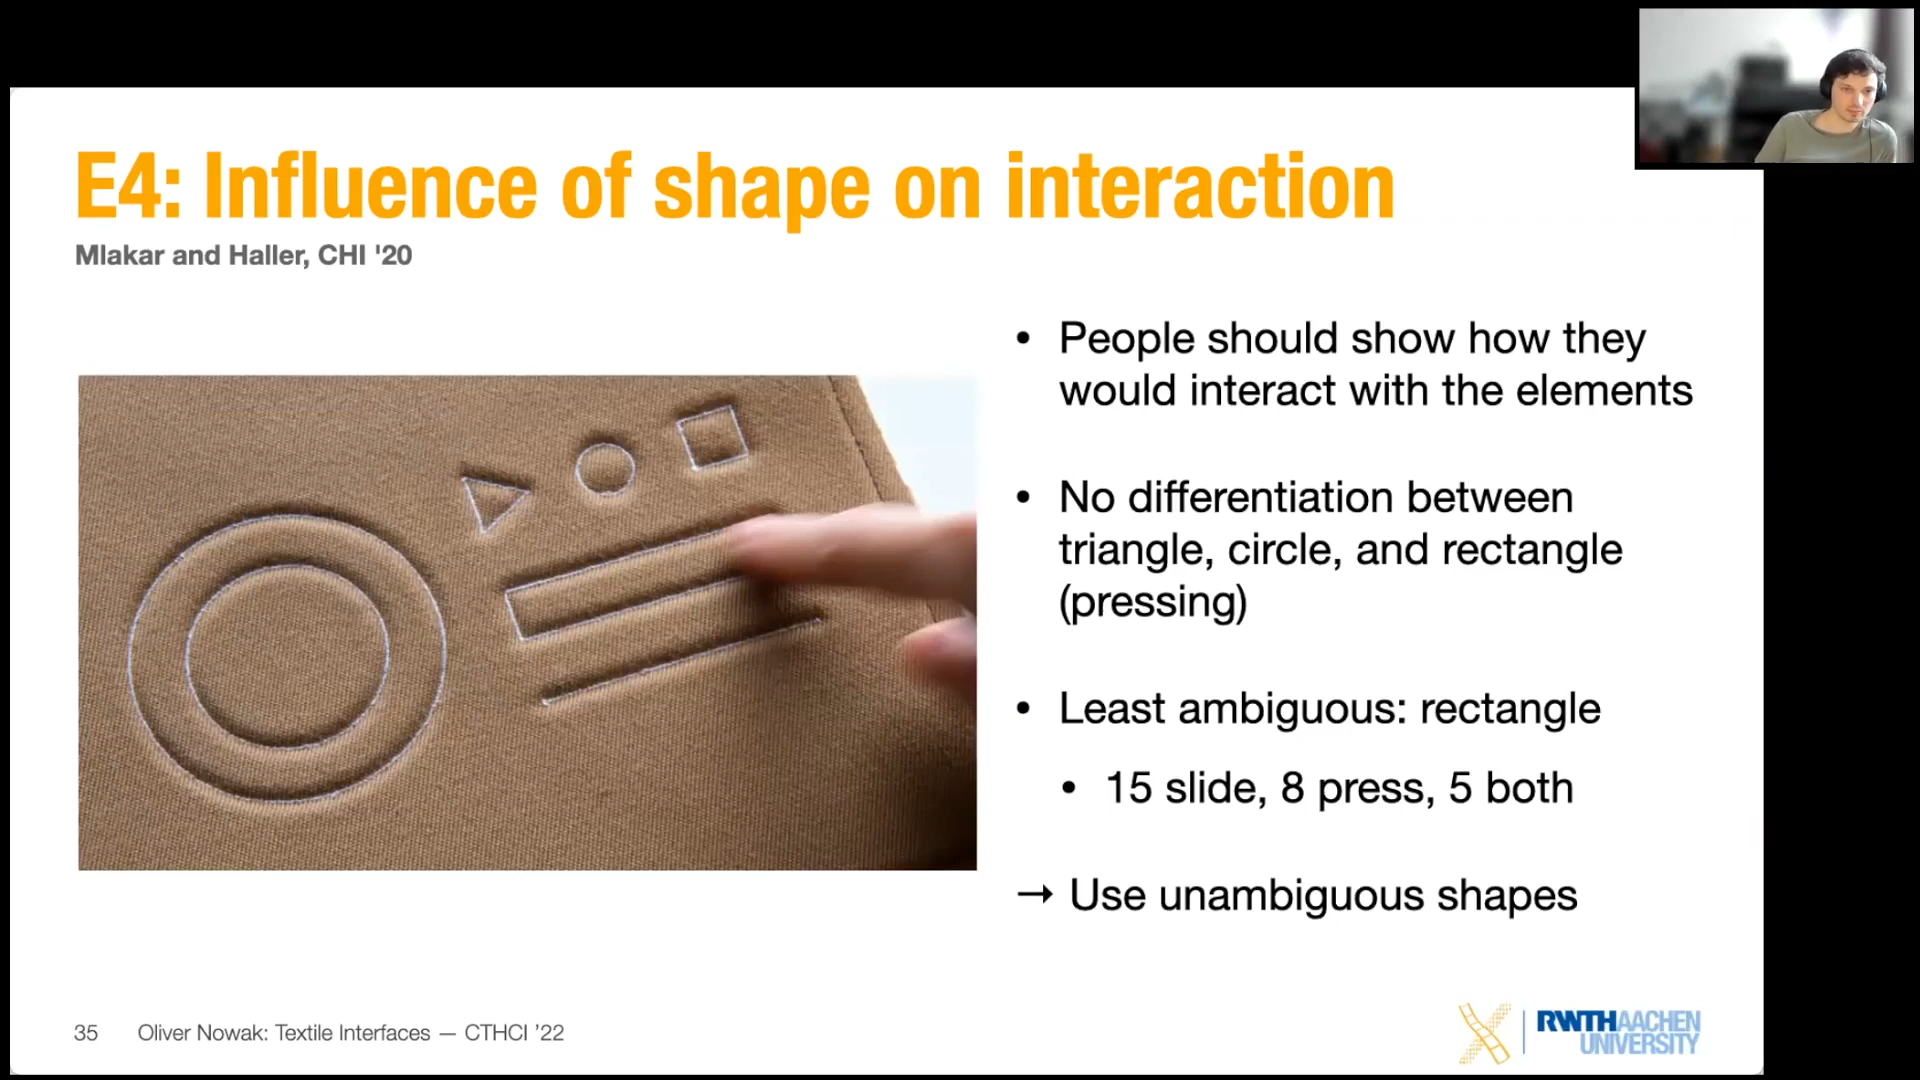 E4: Influence of shape on interaction
Mlakar and Haller, CHI '20
• People should show how they
would interact with the elements
• No differentiation between
triangle, circle, and rectangle
(pressing)
• Least ambiguous: rectangle
• 15 slide, 8 press, 5 both
→ Use unambiguous shapes
35 Oliver Nowak: Textile Interfaces — CTHCI ’22
RWTHAACHEN
UNIVERSITY